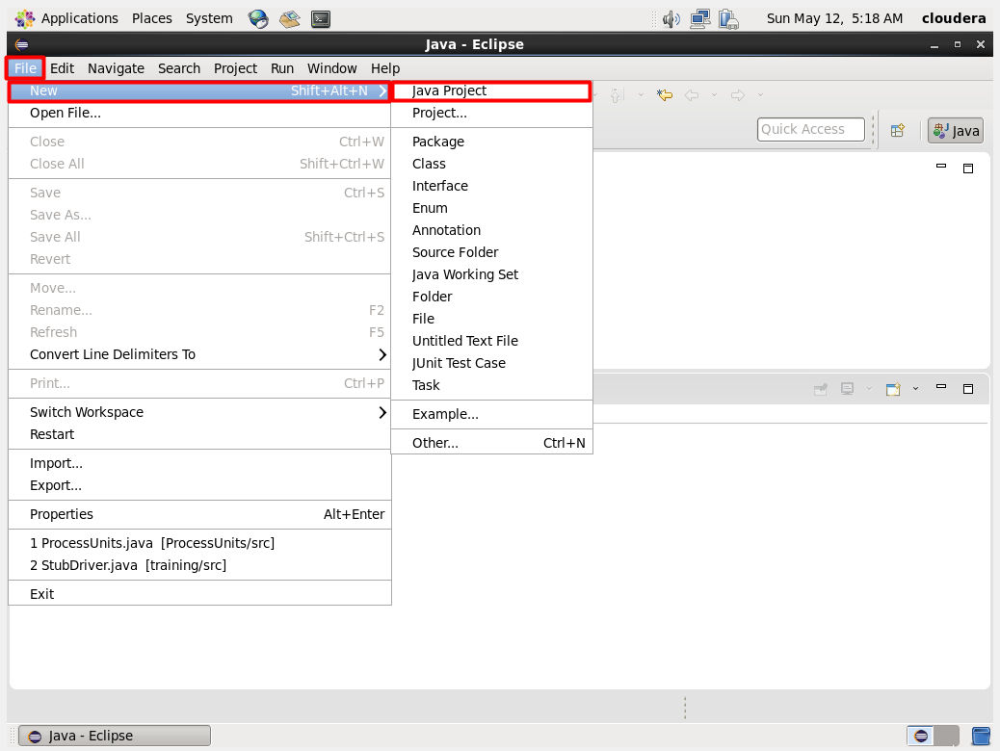 Applications Places System Sun May 12, 5:18 AM cloudera
Java - Eclipse
File Edit Navigate Search Project Run Window Help
New Shift+Alt+N
Open File...
Close Ctrl+W
Close All Shift+Ctrl+W
Save Ctrl+S
Save As...
Save All Shift+Ctrl+S
Revert
Move...
Rename... F2
Refresh F5
Convert Line Delimiters To
Print... Ctrl+P
Switch Workspace
Restart
Import...
Export...
Properties Alt+Enter
1 ProcessUnits.java [ProcessUnits/src]
2 StubDriver.java [training/src]
Exit
Java Project
Project...
Package
Class
Interface
Enum
Annotation
Source Folder
Java Working Set
Folder
File
Untitled Text File
JUnit Test Case
Task
Example...
Other... Ctrl+N
Quick Access
Java
Java - Eclipse